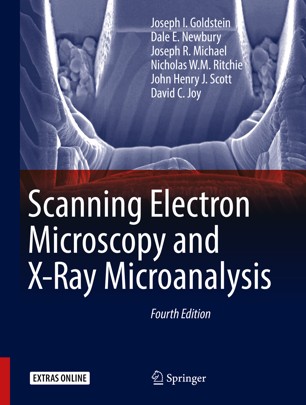 Joseph I. Goldstein
Dale E. Newbury
Joseph R. Michael
Nicholas W.M. Ritchie
John Henry J. Scott
David C. Joy
Scanning Electron
Microscopy and
X-Ray Microanalysis
Fourth Edition
EXTRAS ONLINE
Springer